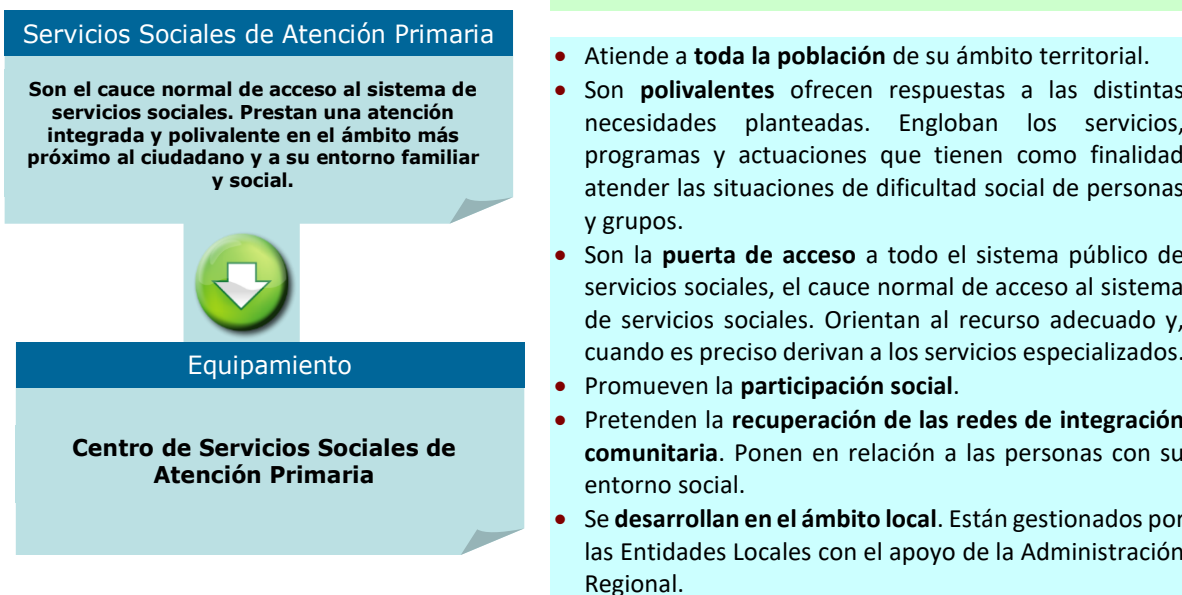 Servicios Sociales de Atención Primaria
Son el cauce normal de acceso al sistema de
servicios sociales. Prestan una atención
integrada y polivalente en el ámbito más
próximo al ciudadano y a su entorno familiar
y social.
Equipamiento
Centro de Servicios Sociales de
Atención Primaria
• Atiende a toda la población de su ámbito territorial.
• Son polivalentes ofrecen respuestas a las distintas
necesidades planteadas. Engloban los servicios,
programas y actuaciones que tienen como finalidad
atender las situaciones de dificultad social de personas
y grupos.
• Son la puerta de acceso a todo el sistema público de
servicios sociales, el cauce normal de acceso al sistema
de servicios sociales. Orientan al recurso adecuado y,
cuando es preciso derivan a los servicios especializados.
• Promueven la participación social.
• Pretenden la recuperación de las redes de integración
comunitaria. Ponen en relación a las personas con su
entorno social.
• Se desarrollan en el ámbito local. Están gestionados por
las Entidades Locales con el apoyo de la Administración
Regional.